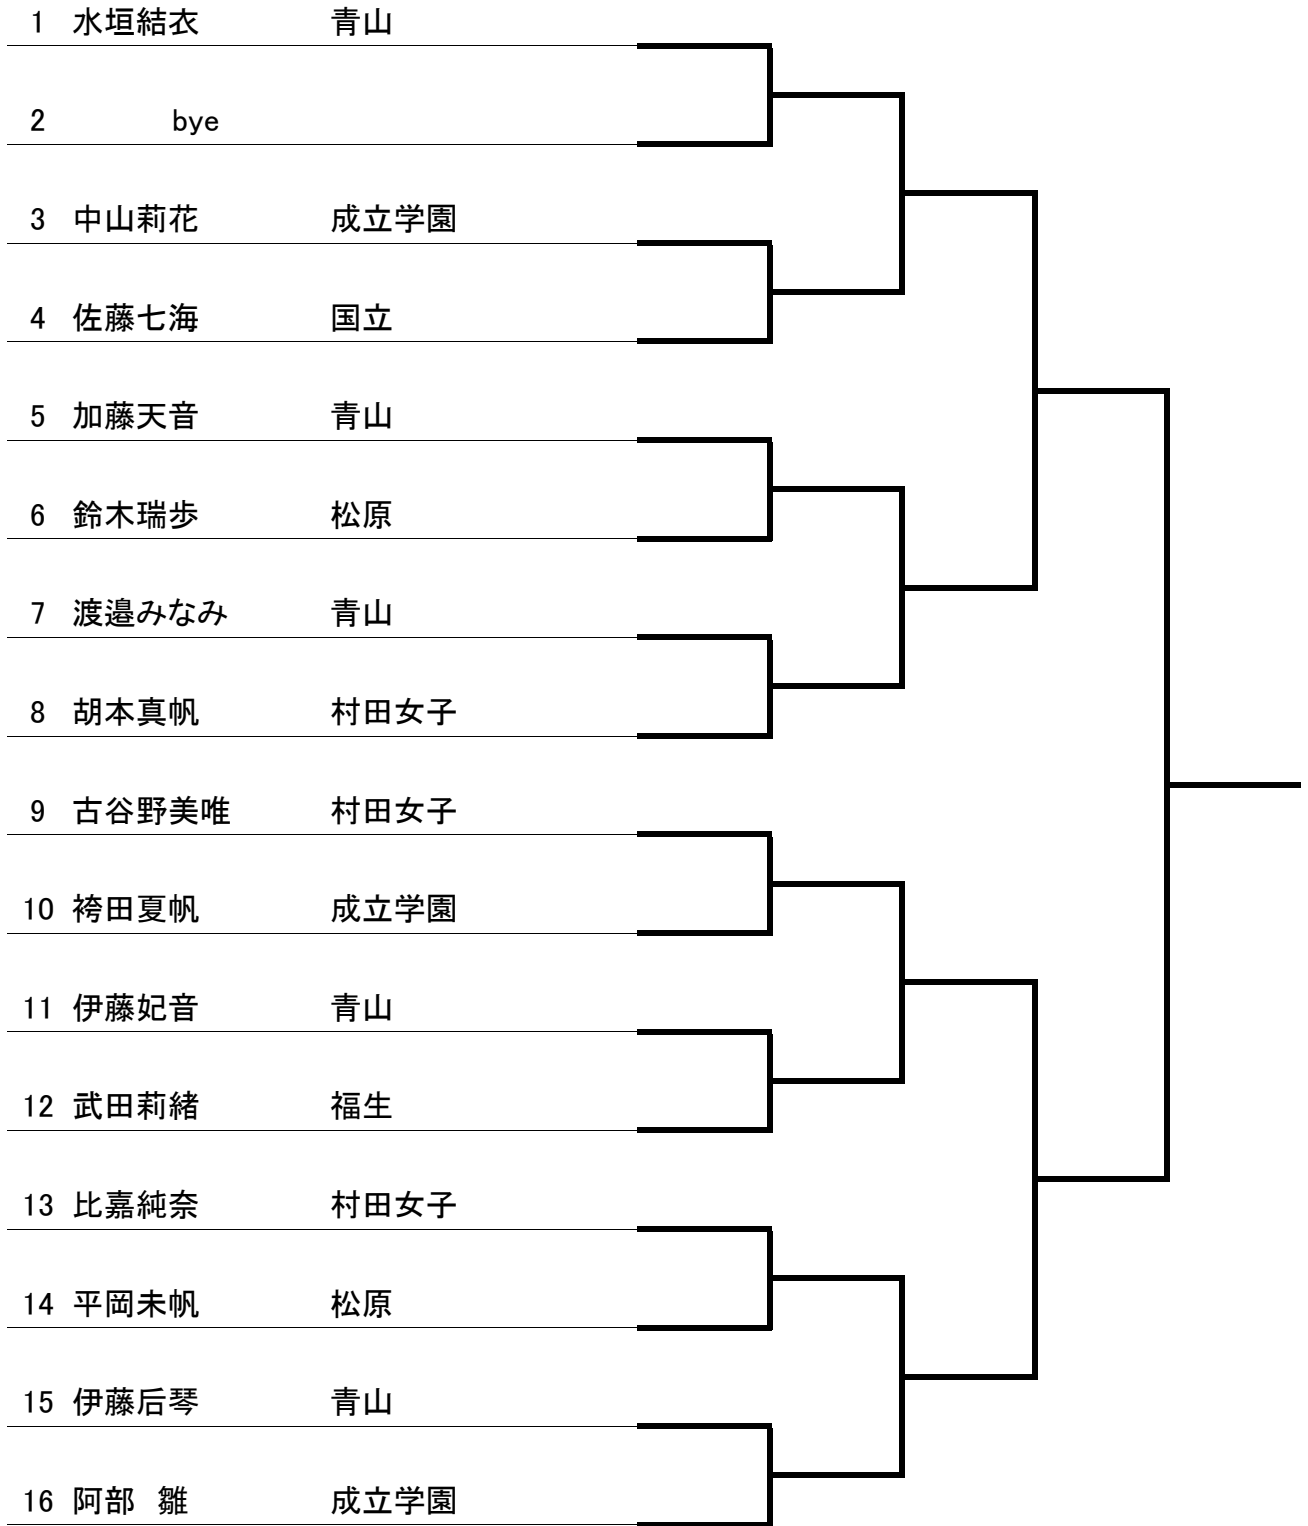 1 水垣結衣 青山
2 bye
3 中山莉花 成立学園
4 佐藤七海 国立
5 加藤天音 青山
6 鈴木瑞歩 松原
7 渡邉みなみ 青山
8 胡本真帆 村田女子
9 古谷野美唯 村田女子
10 袴田夏帆 成立学園
11 伊藤妃音 青山
12 武田莉緒 福生
13 比嘉純奈 村田女子
14 平岡未帆 松原
15 伊藤后琴 青山
16 阿部　雛 成立学園